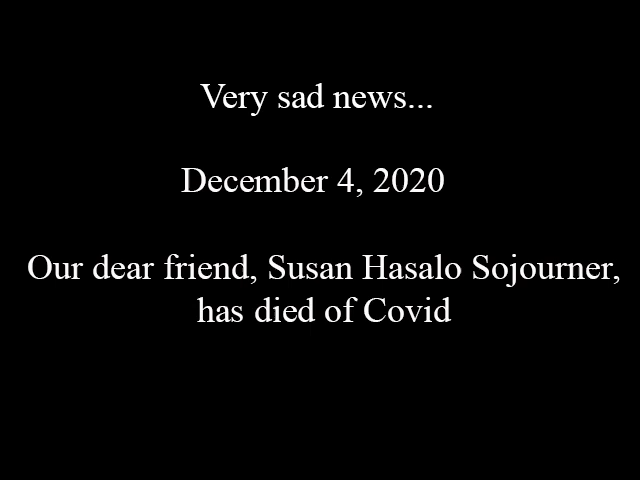 Very sad news...
December 4, 2020
Our dear friend, Susan Hasalo Sojourner,
has died of Covid